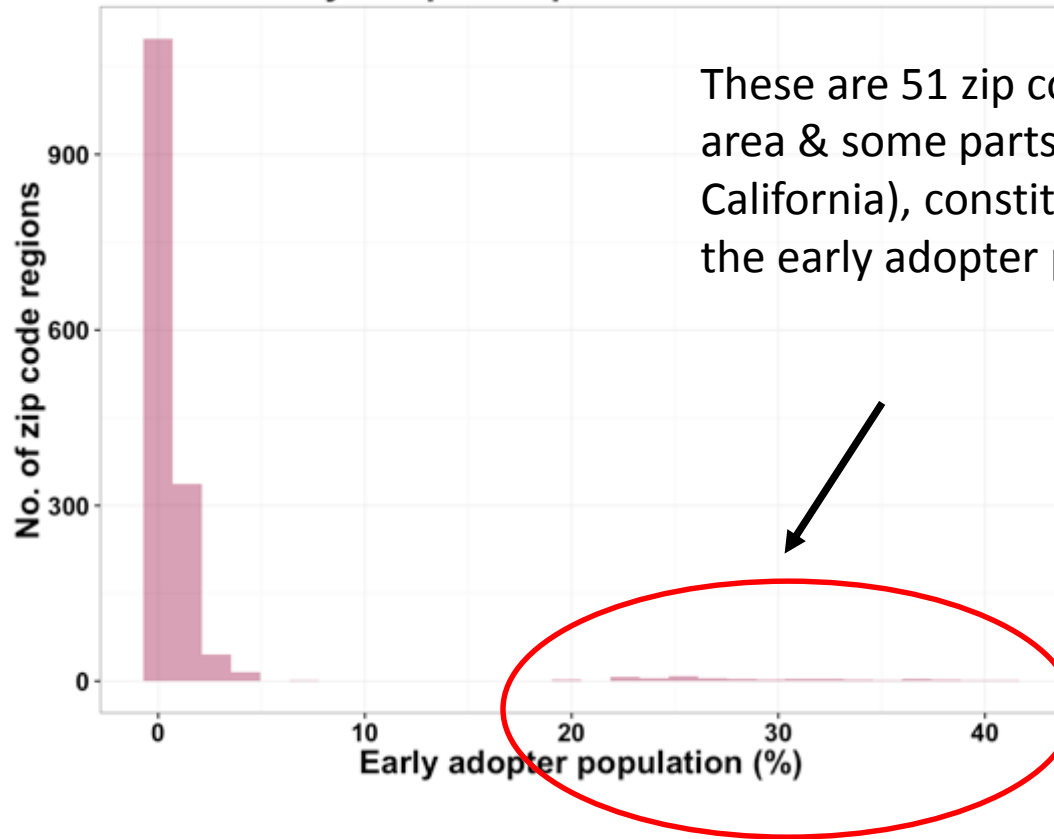 These are 51 zip co
area & some parts
California), constit
the early adopter
No. of zip code regions
900
600
300
0
0 10 20 30 40
Early adopter population (%)